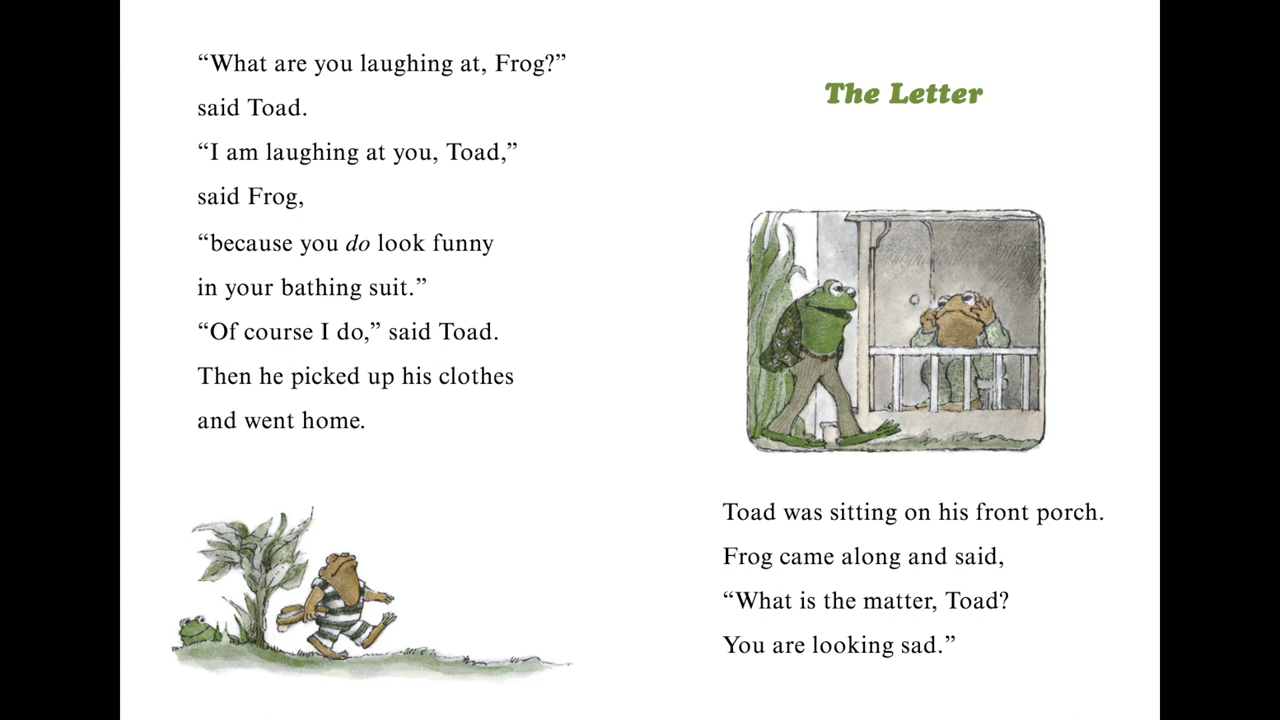 “What are you laughing at, Frog?”
said Toad.
“I am laughing at you, Toad,”
said Frog,
“because you do look funny
in your bathing suit.”
“Of course I do,” said Toad.
Then he picked up his clothes
and went home.
The Letter
Toad was sitting on his front porch.
Frog came along and said,
“What is the matter, Toad?
You are looking sad.”